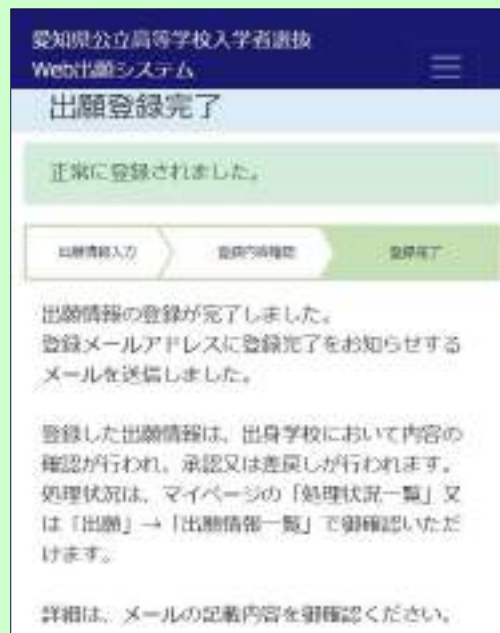 愛知県公立高等学校入学者選抜
Web出願システム
出願登録完了
正常に登録されました。
出願情報入力
登録内容確認
登録完了
出願情報の登録が完了しました。
登録メールアドレスに登録完了をお知らせする
メールを送信しました。
登録した出願情報は、出身学校において内容の
確認が行われ、承認又は差戻しが行われます。
処理状況は、マイページの「処理状況一覧」又
は「出願」→「出願情報一覧」で御確認いただ
けます。
詳細は、メールの記載内容を御確認ください。